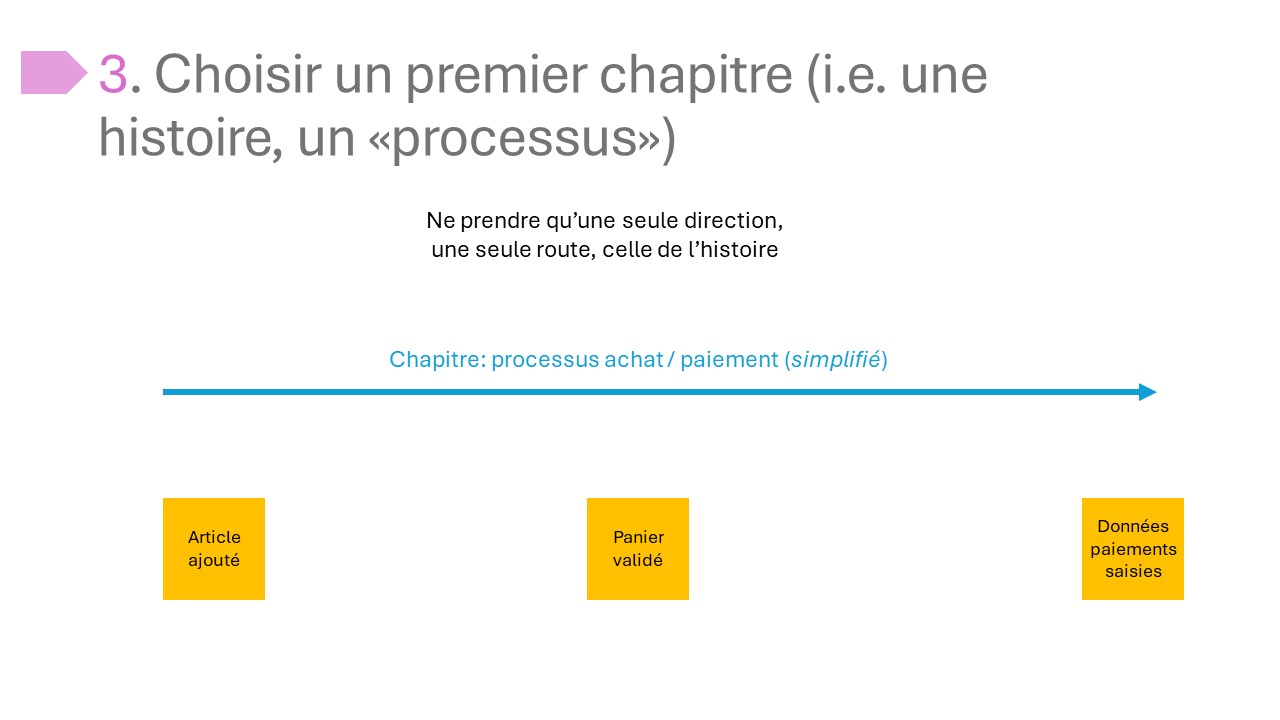 3. Choisir un premier chapitre (i.e. une
histoire, un «processus»)
Ne prendre qu’une seule direction,
une seule route, celle de l’histoire
Chapitre: processus achat / paiement (simplifié)
Article
ajouté
Panier
validé
Données
paiements
saisies